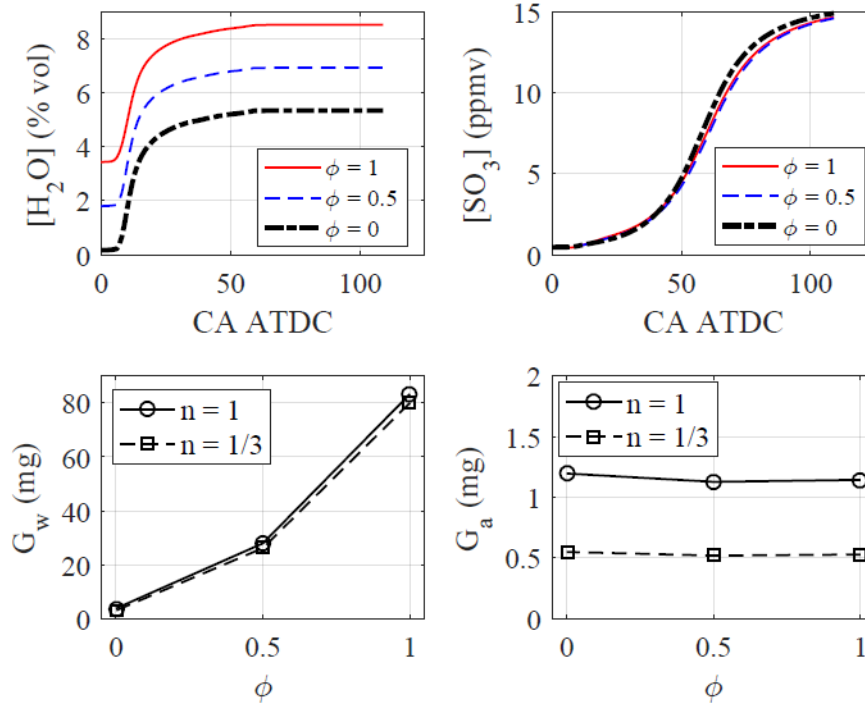 8
6
4
2
0
[H₂O] (% vol)
ϕ = 1
ϕ = 0.5
ϕ = 0
0 50 100
CA ATDC
15
10
5
0
[SO₃] (ppmv)
ϕ = 1
ϕ = 0.5
ϕ = 0
0 50 100
CA ATDC
80
60
40
20
0
G_w (mg)
n = 1
n = 1/3
0 0.5 1
ϕ
2
1.5
1
0.5
0
G_a (mg)
n = 1
n = 1/3
0 0.5 1
ϕ